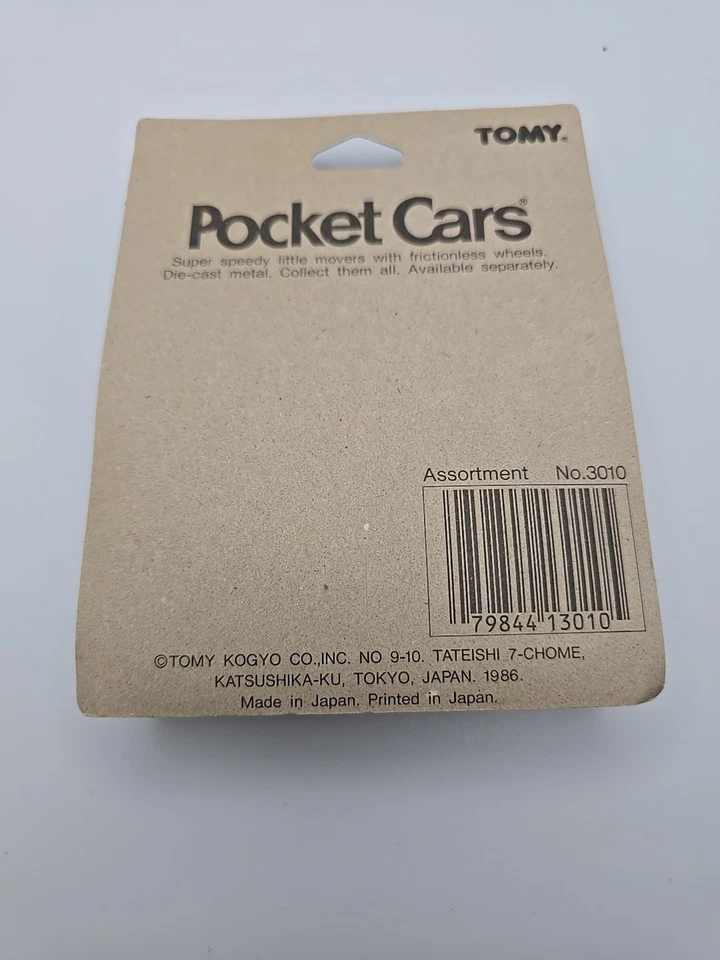 TOMY®
Pocket Cars®
Super speedy little movers with frictionless wheels.
Die-cast metal. Collect them all. Available separately.
Assortment No.3010
79844 13010
©TOMY KOGYO CO.,INC. NO 9-10. TATEISHI 7-CHOME,
KATSUSHIKA-KU, TOKYO, JAPAN. 1986.
Made in Japan. Printed in Japan.